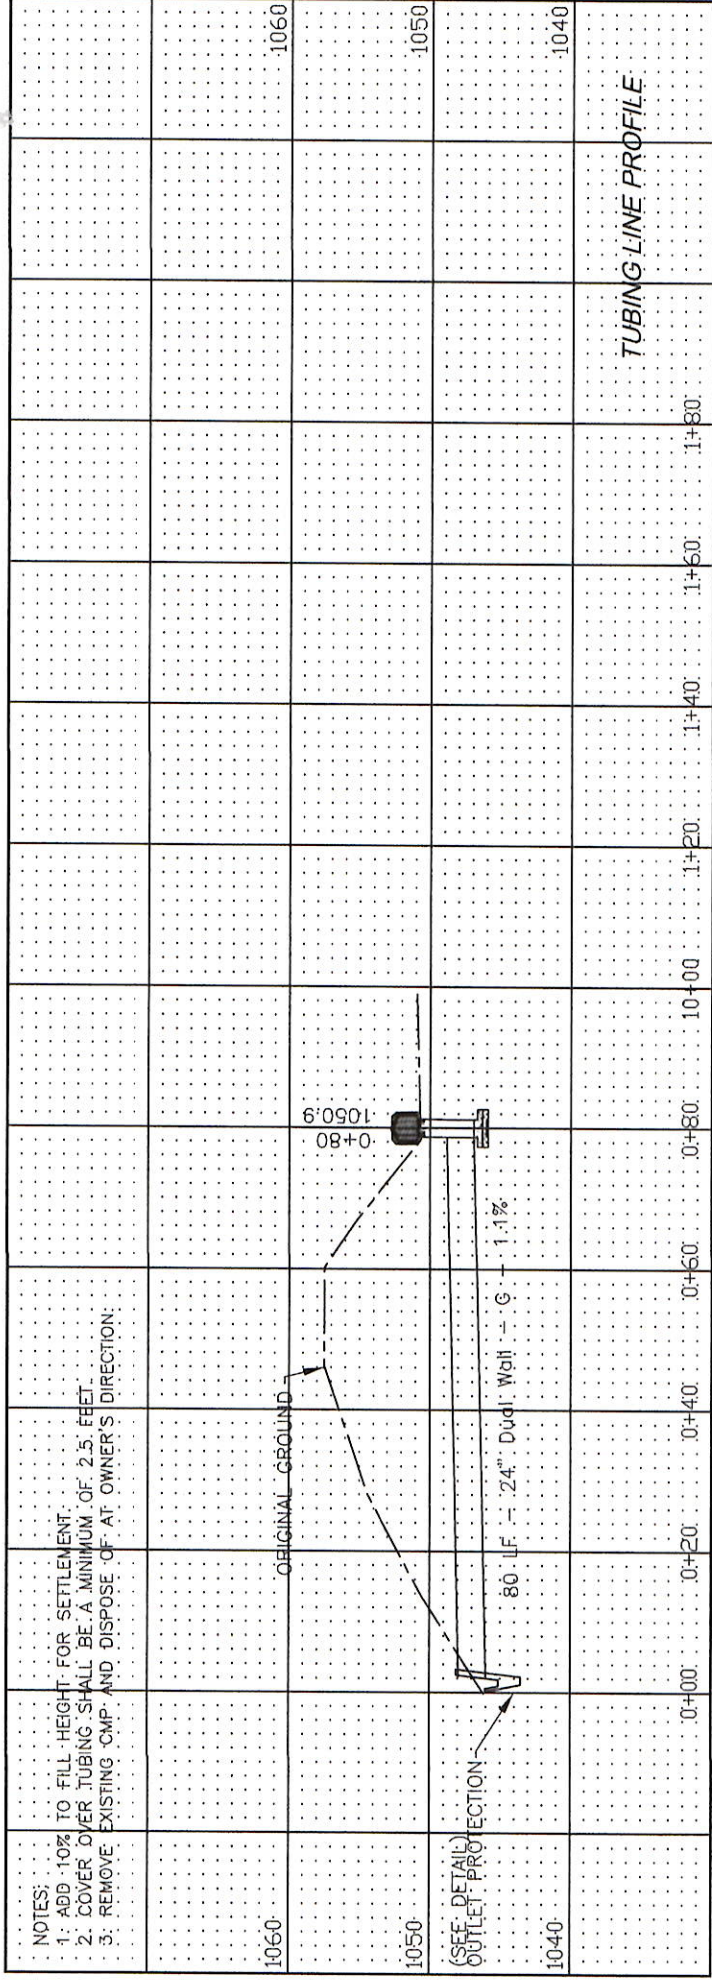 NOTES:
1. ADD 10% TO FILL HEIGHT FOR SETTLEMENT.
2. COVER OVER TUBING SHALL BE A MINIMUM OF 2.5 FEET.
3. REMOVE EXISTING CMP AND DISPOSE OF AT OWNER'S DIRECTION.
1060
1060
ORIGINAL GROUND
0+80
1050.9
1050
1050
(SEE DETAIL)
OUTLET PROTECTION
80 LF - 24" Dual Wall - G - 1.1%
1040
1040
TUBING LINE PROFILE
0+00
0+20
0+40
0+60
0+80
10+00
1+20
1+40
1+60
1+80